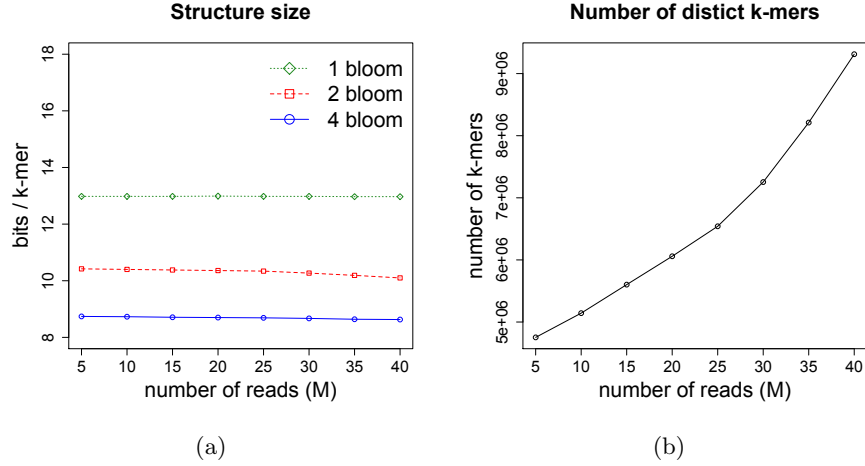 Structure size
18
16
14
12
10
8
bits / k-mer
1 bloom
2 bloom
4 bloom
5 10 15 20 25 30 35 40
number of reads (M)
(a)
Number of distict k-mers
9e+06
8e+06
7e+06
6e+06
5e+06
number of k-mers
5 10 15 20 25 30 35 40
number of reads (M)
(b)